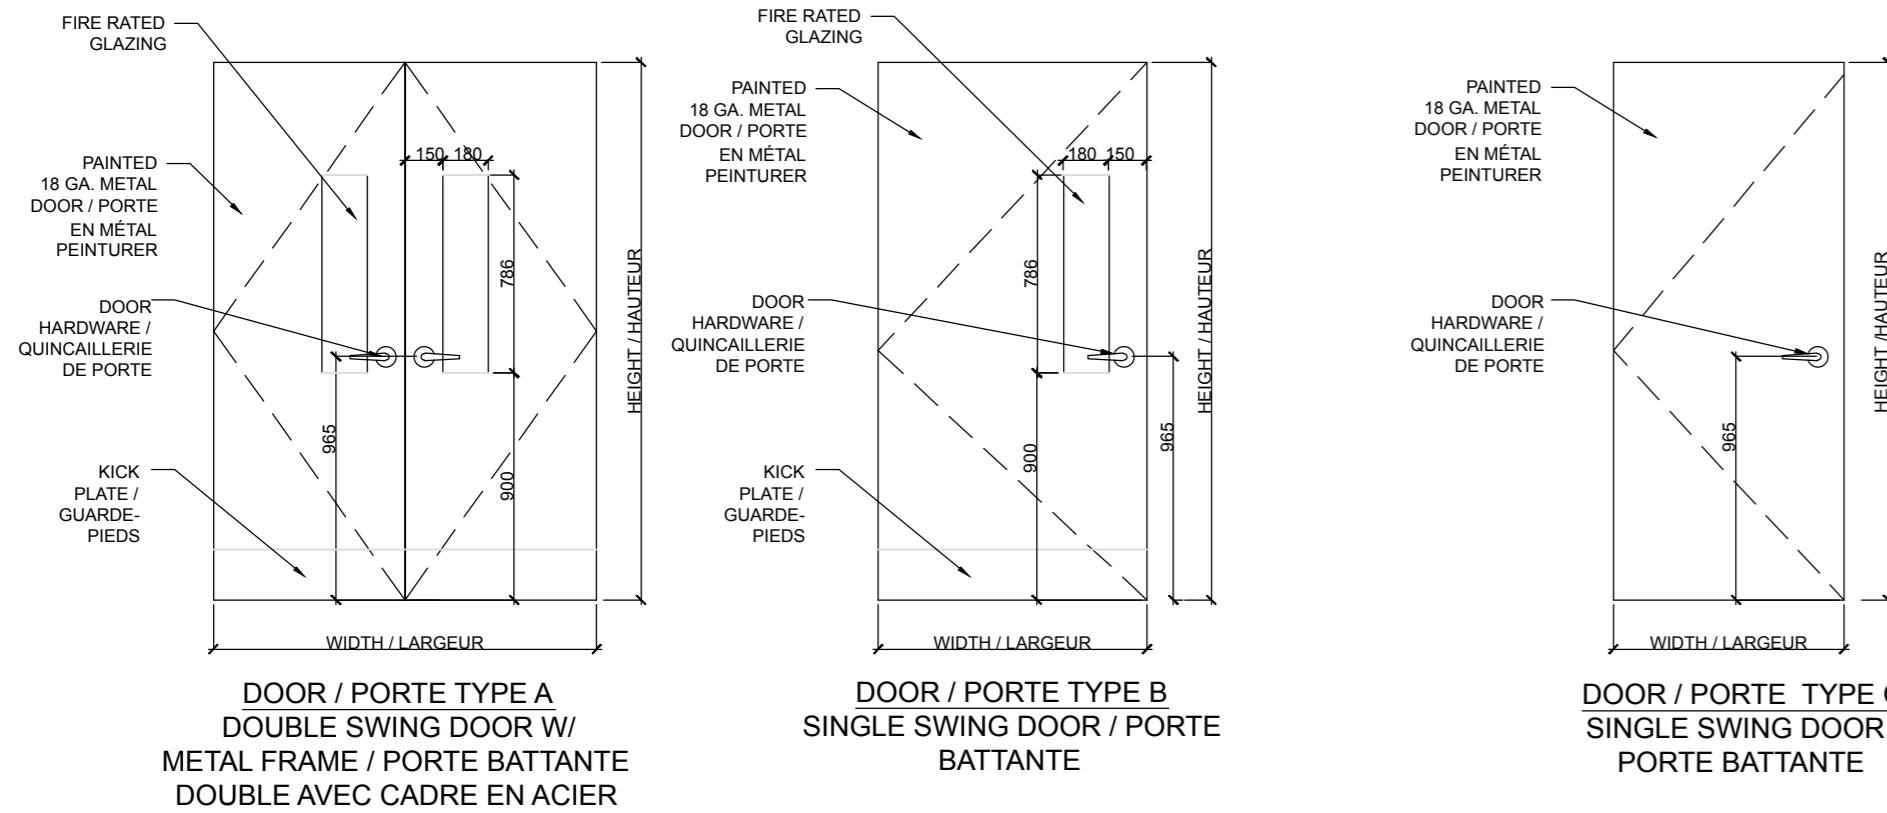 FIRE RATED
GLAZING
PAINTED
18 GA. METAL
DOOR / PORTE
EN MÉTAL
PEINTURER
DOOR
HARDWARE /
QUINCAILLERIE
DE PORTE
KICK
PLATE /
GUARDE-
PIEDS
150 180
786
965
900
HEIGHT / HAUTEUR
WIDTH / LARGEUR
DOOR / PORTE TYPE A
DOUBLE SWING DOOR W/
METAL FRAME / PORTE BATTANTE
DOUBLE AVEC CADRE EN ACIER
FIRE RATED
GLAZING
PAINTED
18 GA. METAL
DOOR / PORTE
EN MÉTAL
PEINTURER
DOOR
HARDWARE /
QUINCAILLERIE
DE PORTE
KICK
PLATE /
GUARDE-
PIEDS
180 150
786
900
965
HEIGHT / HAUTEUR
WIDTH / LARGEUR
DOOR / PORTE TYPE B
SINGLE SWING DOOR / PORTE
BATTANTE
PAINTED
18 GA. METAL
DOOR / PORTE
EN MÉTAL
PEINTURER
DOOR
HARDWARE /
QUINCAILLERIE
DE PORTE
965
HEIGHT /HAUTEUR
WIDTH / LARGEUR
DOOR / PORTE TYPE
SINGLE SWING DOOR
PORTE BATTANTE